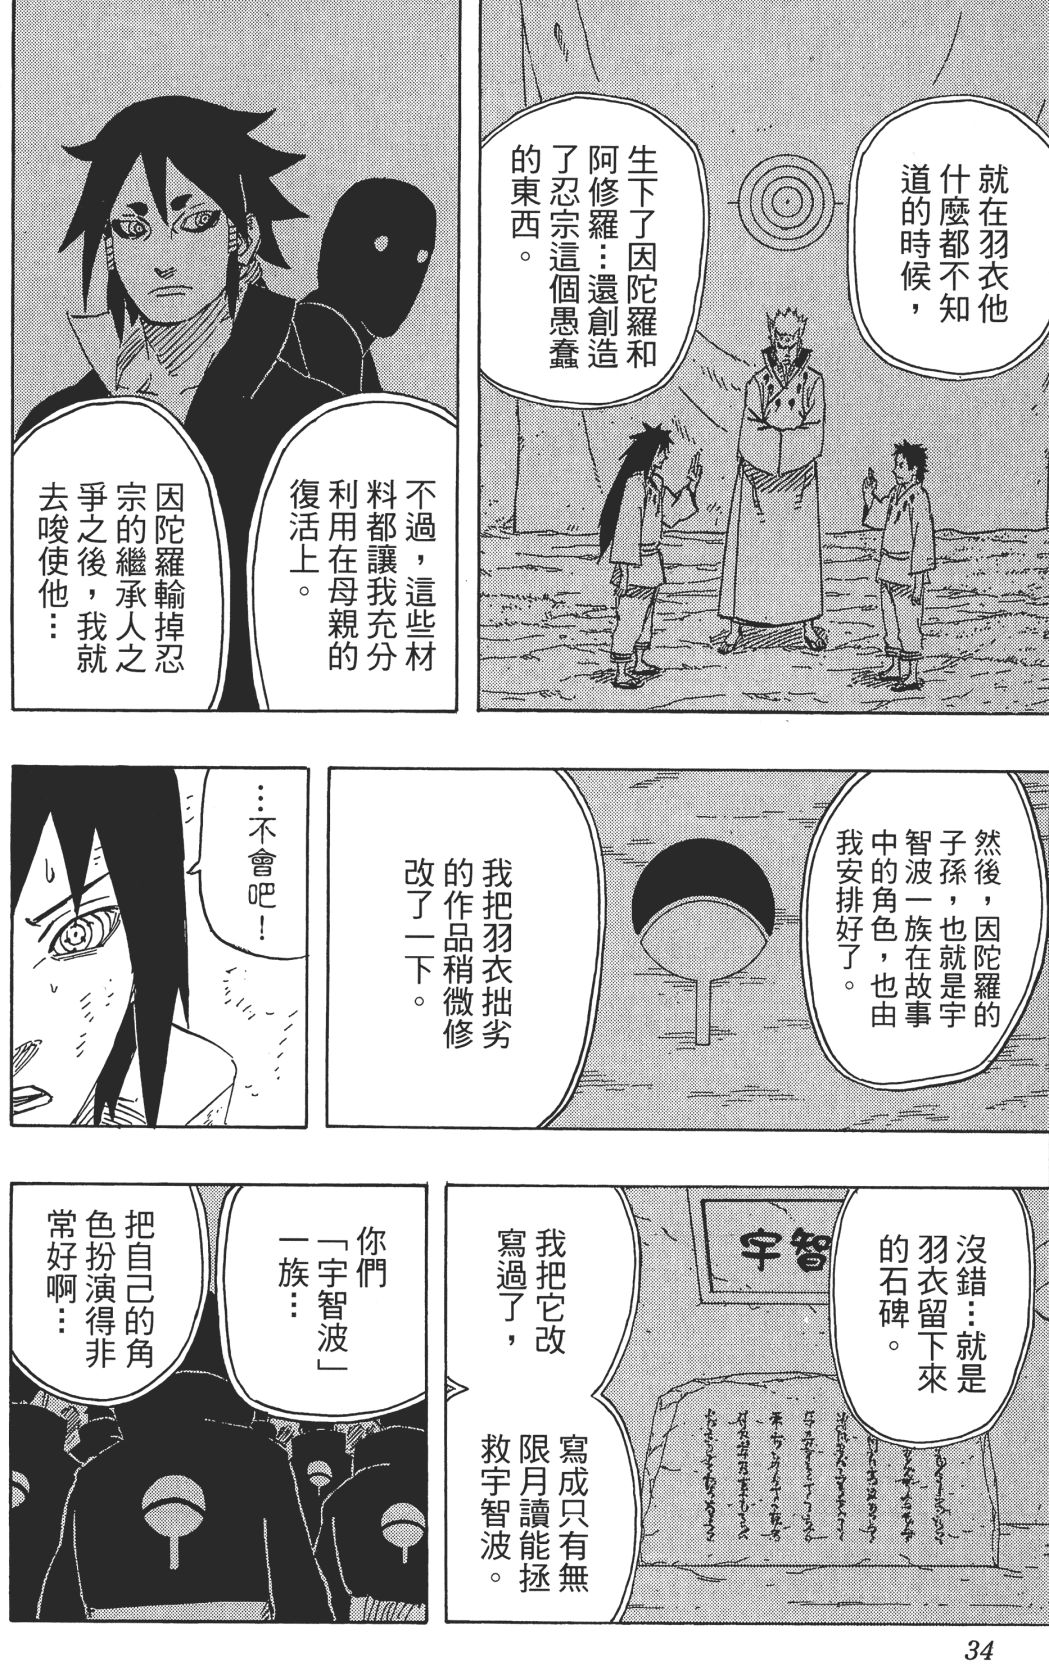 就在羽衣他
什麼都不知
道的時候，
生下了因陀羅和
阿修羅…還創造
了忍宗這個愚蠢
的東西。
不過，這些材
料都讓我充分
利用在母親的
復活上。
因陀羅輸掉忍
宗的繼承人之
爭之後，我就
去唆使他…
然後，因陀羅的
子孫，也就是宇
智波一族在故事
中的角色，也由
我安排好了。
我把羽衣拙劣
的作品稍微修
改了一下。
…不會吧！
沒錯…就是
羽衣留下來
的石碑。
宇智
我把它改
寫過了，
寫成只有無
限月讀能拯
救宇智波。
你們
「宇智波」
一族…
把自己的角
色扮演得非
常好啊…
34